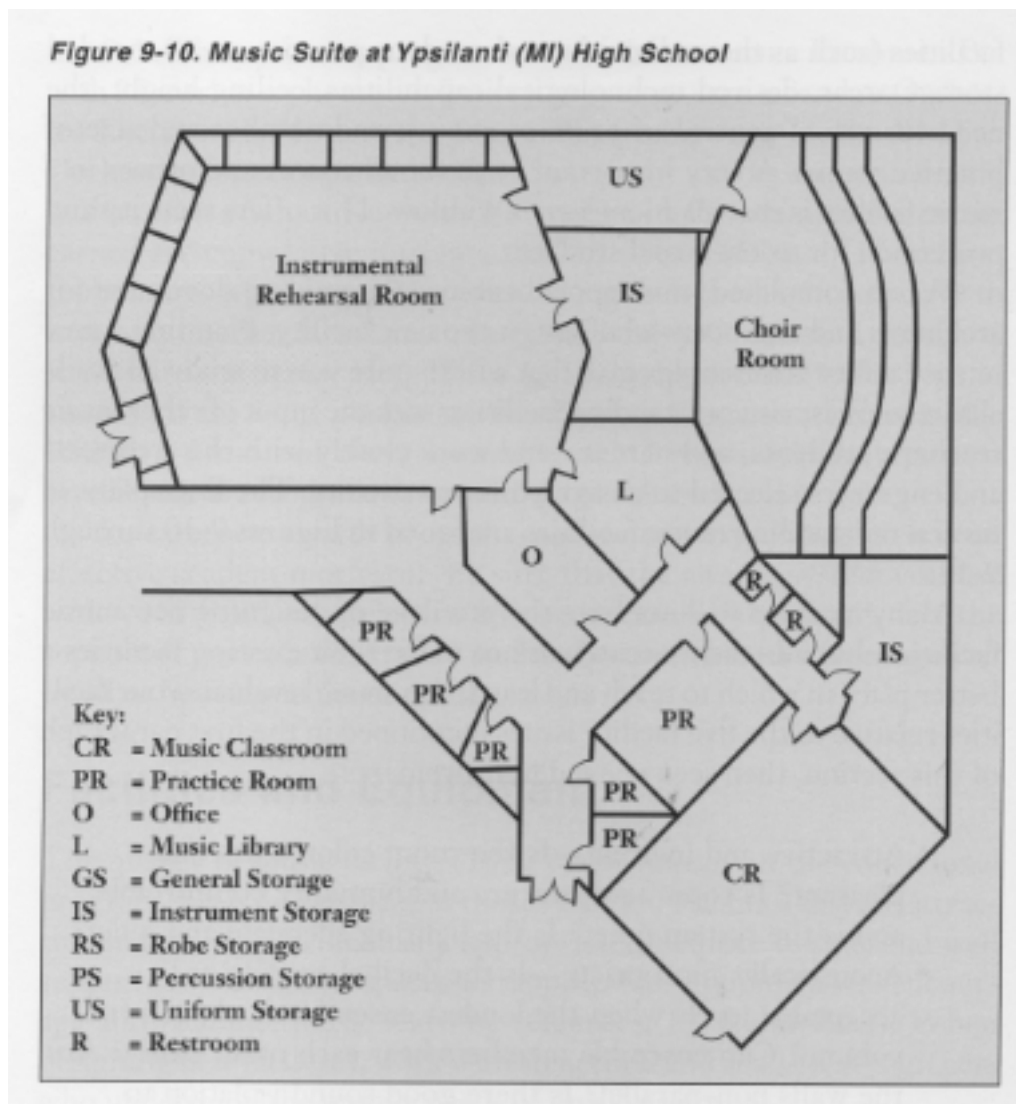 Figure 9-10. Music Suite at Ypsilanti (MI) High School
US
Instrumental
Rehearsal Room
IS
Choir
Room
L
O
R
R
IS
PR
PR
PR
PR
PR
PR
CR
Key:
CR = Music Classroom
PR = Practice Room
O = Office
L = Music Library
GS = General Storage
IS = Instrument Storage
RS = Robe Storage
PS = Percussion Storage
US = Uniform Storage
R = Restroom